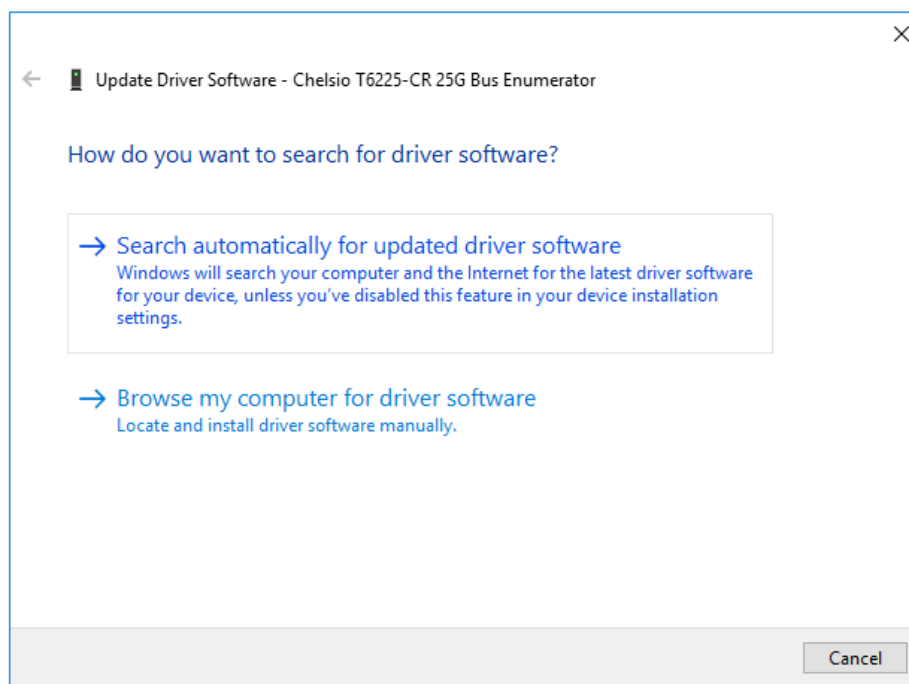 Update Driver Software - Chelsio T6225-CR 25G Bus Enumerator
How do you want to search for driver software?
Search automatically for updated driver software
Windows will search your computer and the Internet for the latest driver software
for your device, unless you've disabled this feature in your device installation
settings.
Browse my computer for driver software
Locate and install driver software manually.
Cancel